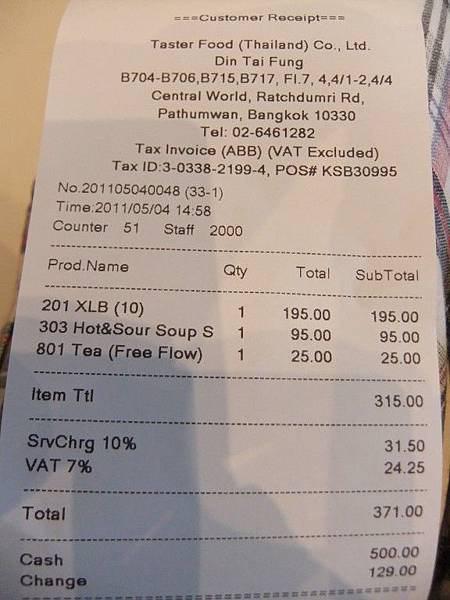 ===Customer Receipt===
Taster Food (Thailand) Co., Ltd.
Din Tai Fung
B704-B706,B715,B717, Fl.7, 4,4/1-2,4/4
Central World, Ratchdumri Rd,
Pathumwan, Bangkok 10330
Tel: 02-6461282
Tax Invoice (ABB) (VAT Excluded)
Tax ID:3-0338-2199-4, POS# KSB30995
No.201105040048 (33-1)
Time:2011/05/04 14:58
Counter 51 Staff 2000
Prod.Name Qty Total SubTotal
201 XLB (10) 1 195.00 195.00
303 Hot&Sour Soup S 1 95.00 95.00
801 Tea (Free Flow) 1 25.00 25.00
Item Ttl 315.00
SrvChrg 10% 31.50
VAT 7% 24.25
Total 371.00
Cash 500.00
Change 129.00